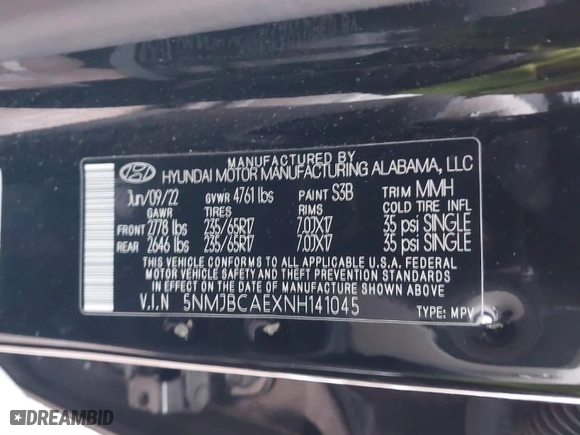 MANUFACTURED BY
HYUNDAI MOTOR MANUFACTURING ALABAMA, LLC
Jun/09/22 GVWR 4761 lbs PAINT S3B TRIM MMH
GAWR TIRES RIMS COLD TIRE INFL
FRONT 2778 lbs 235/65R17 7.0JX17 35 psi SINGLE
REAR 2646 lbs 235/65R17 7.0JX17 35 psi SINGLE
THIS VEHICLE CONFORMS TO ALL APPLICABLE U.S.A. FEDERAL
MOTOR VEHICLE SAFETY AND THEFT PREVENTION STANDARDS
IN EFFECT ON THE DATE OF MANUFACTURE SHOWN ABOVE.
V.I.N 5NMJBCAEXNH141045 TYPE: MPV
DREAMBID